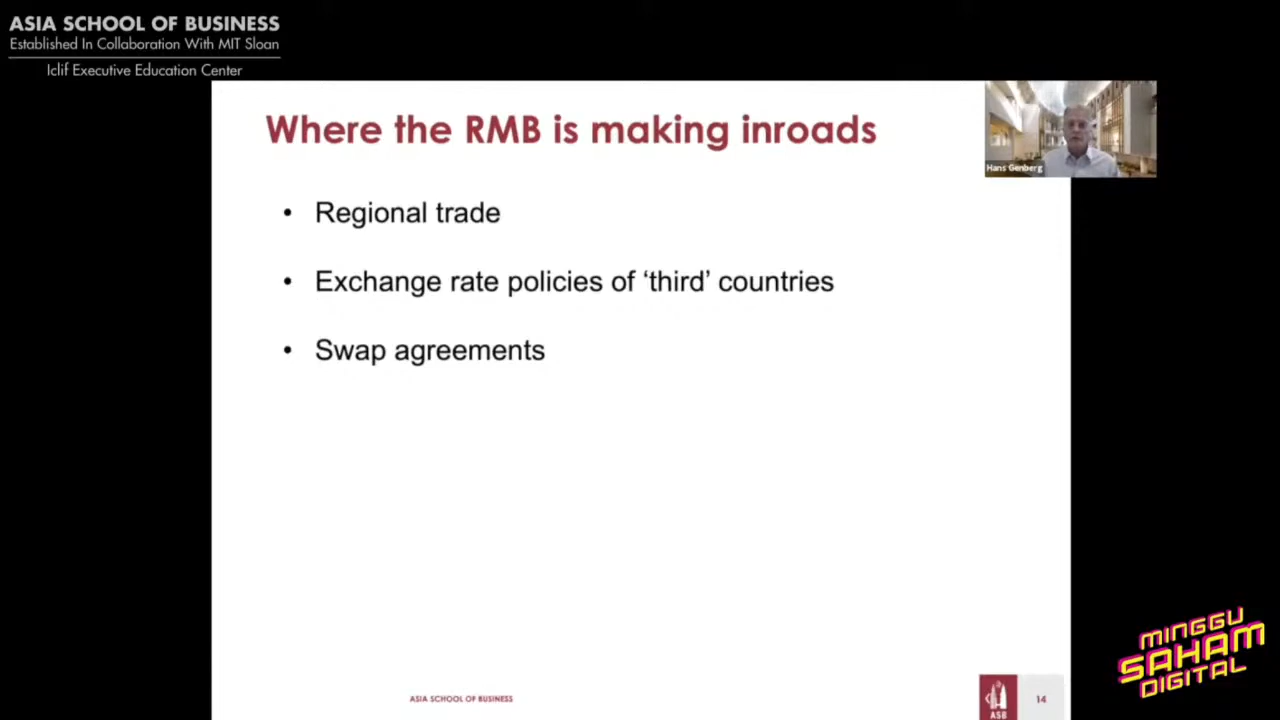 ASIA SCHOOL OF BUSINESS
Established In Collaboration With MIT Sloan
Iclif Executive Education Center
Where the RMB is making inroads
Hans Genberg
• Regional trade
• Exchange rate policies of ‘third’ countries
• Swap agreements
MINGGU
SAHAM
DIGITAL
ASIA SCHOOL OF BUSINESS
ASB
14